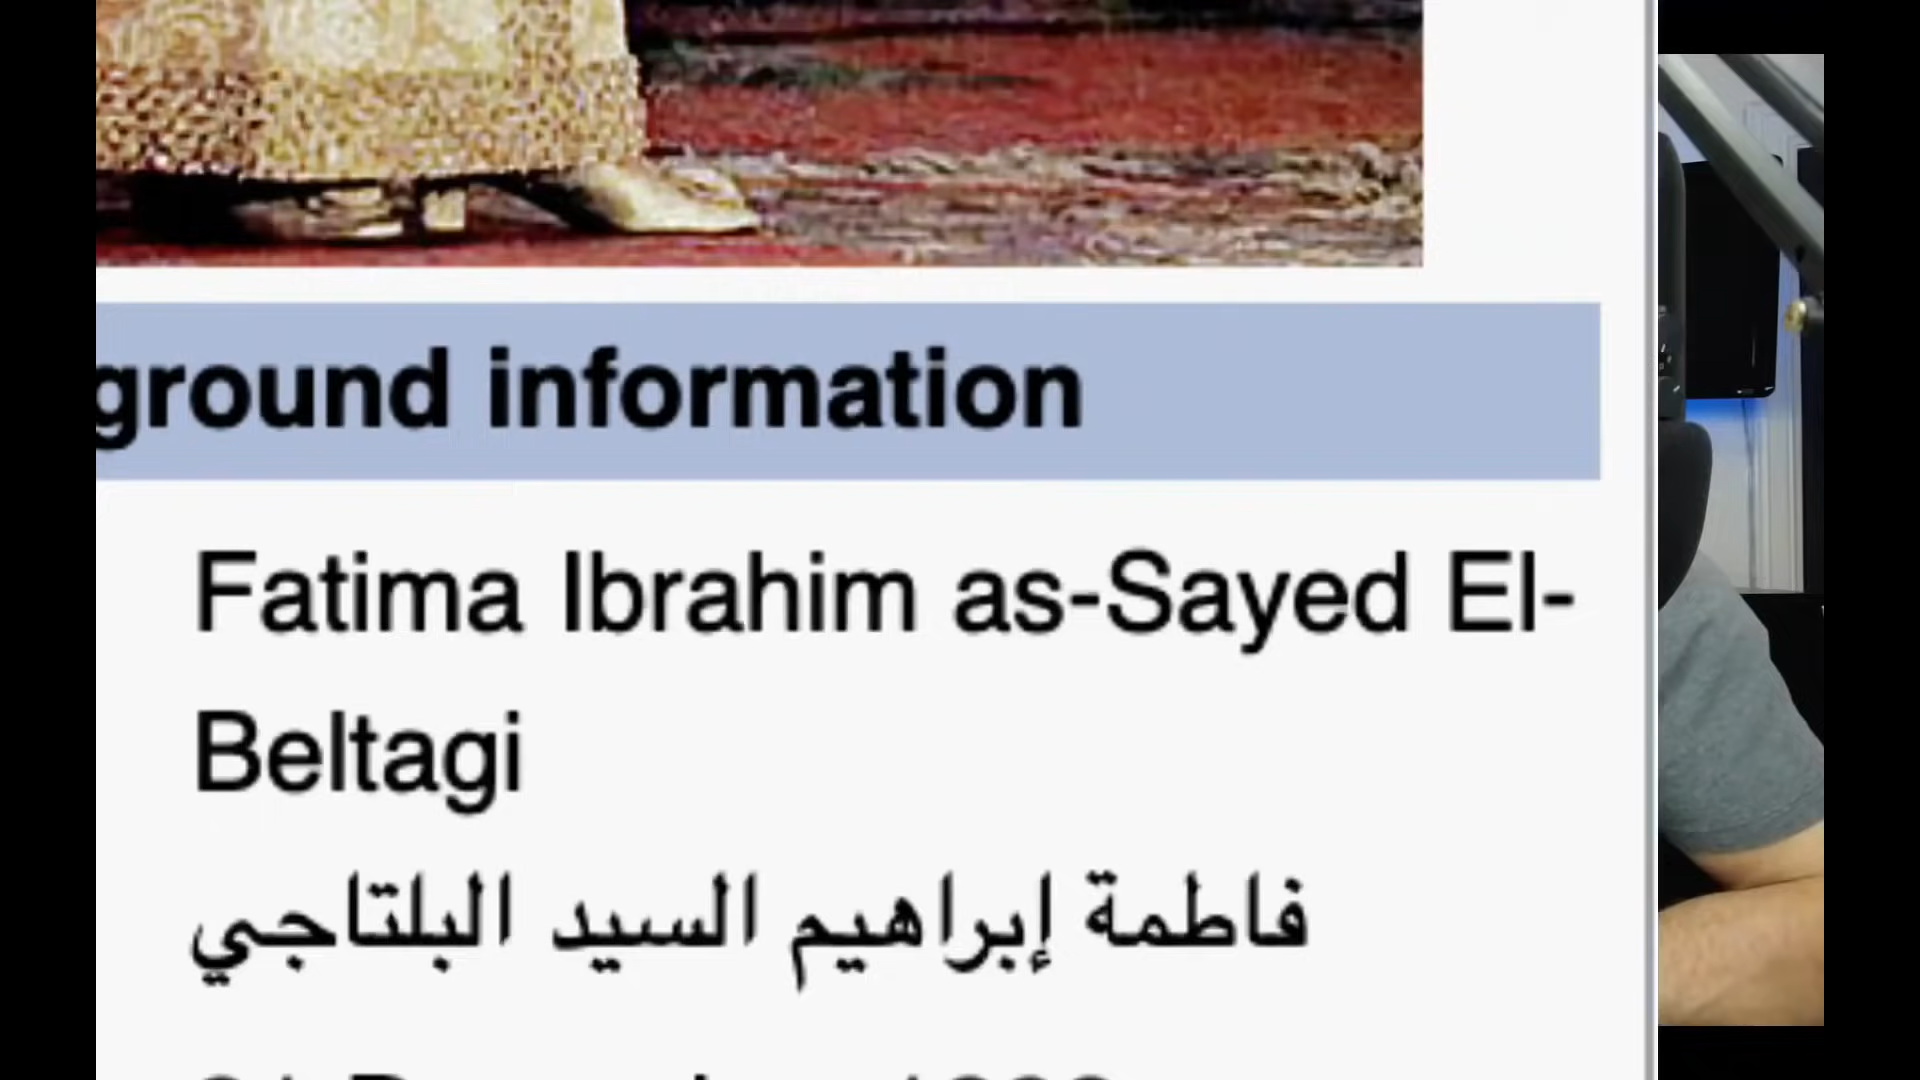 ground information
Fatima Ibrahim as-Sayed El-
Beltagi
فاطمة إبراهيم السيد البلتاجي